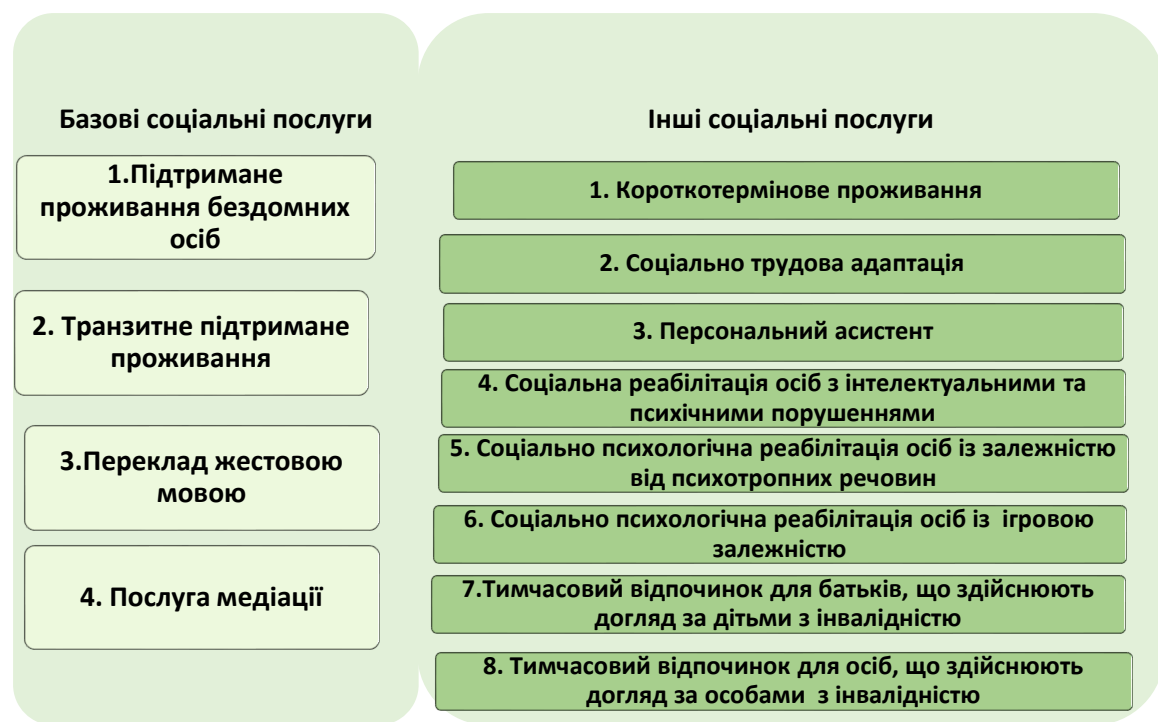 Базові соціальні послуги
1.Підтримане
проживання бездомних
осіб
2. Транзитне підтримане
проживання
3.Переклад жестовою
мовою
4. Послуга медіації
Інші соціальні послуги
1. Короткотермінове проживання
2. Соціально трудова адаптація
3. Персональний асистент
4. Соціальна реабілітація осіб з інтелектуальними та
психічними порушеннями
5. Соціально психологічна реабілітація осіб із залежністю
від психотропних речовин
6. Соціально психологічна реабілітація осіб із  ігровою
залежністю
7.Тимчасовий відпочинок для батьків, що здійснюють
догляд за дітьми з інвалідністю
8. Тимчасовий відпочинок для осіб, що здійснюють
догляд за особами  з інвалідністю